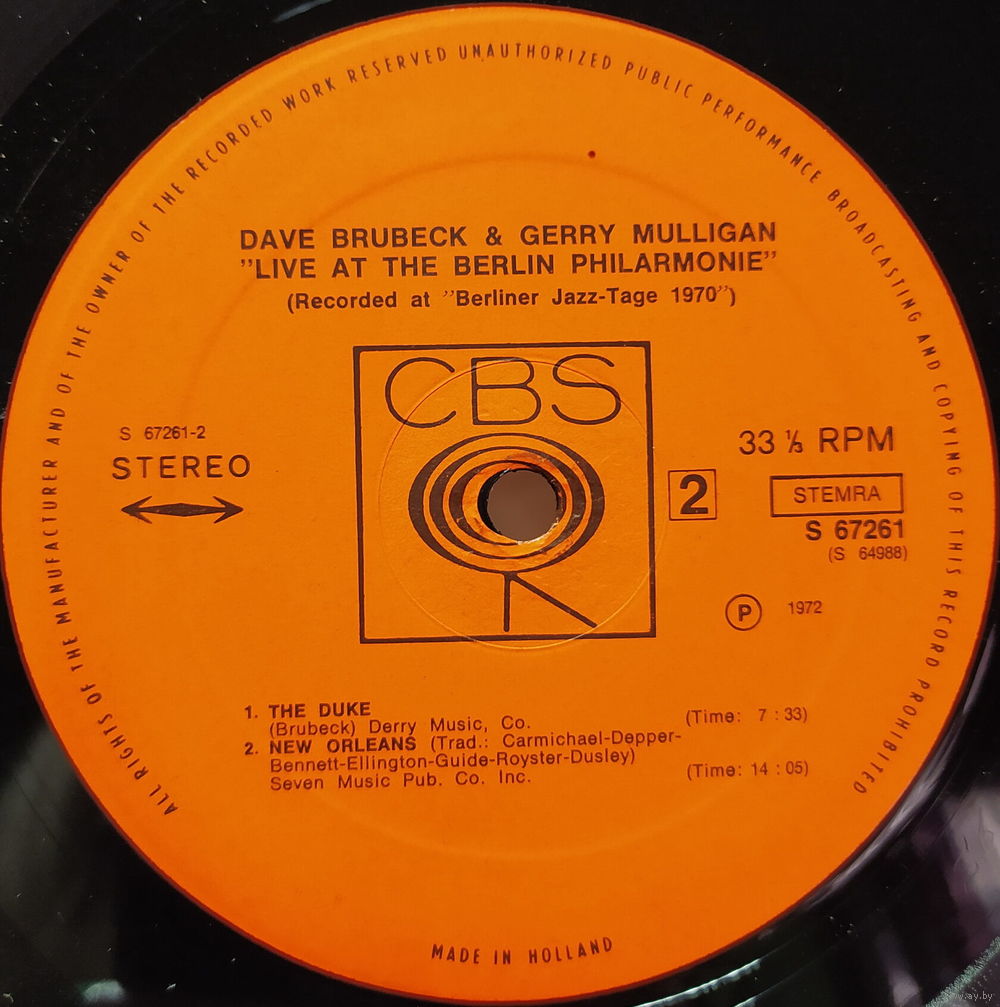 ALL RIGHTS OF THE MANUFACTURER AND OF THE OWNER OF THE RECORDED WORK RESERVED UNAUTHORIZED PUBLIC PERFORMANCE BROADCASTING AND COPYING OF THIS RECORD PROHIBITED
DAVE BRUBECK & GERRY MULLIGAN
”LIVE AT THE BERLIN PHILARMONIE”
(Recorded at ”Berliner Jazz-Tage 1970”)
CBS
S 67261-2
STEREO
33 ⅓ RPM
2
STEMRA
S 67261
(S 64988)
P 1972
1. THE DUKE
(Brubeck) Derry Music, Co. (Time: 7 : 33)
2. NEW ORLEANS (Trad.: Carmichael-Depper-
Bennett-Ellington-Guide-Royster-Dusley)
Seven Music Pub. Co. Inc. (Time: 14 : 05)
MADE IN HOLLAND